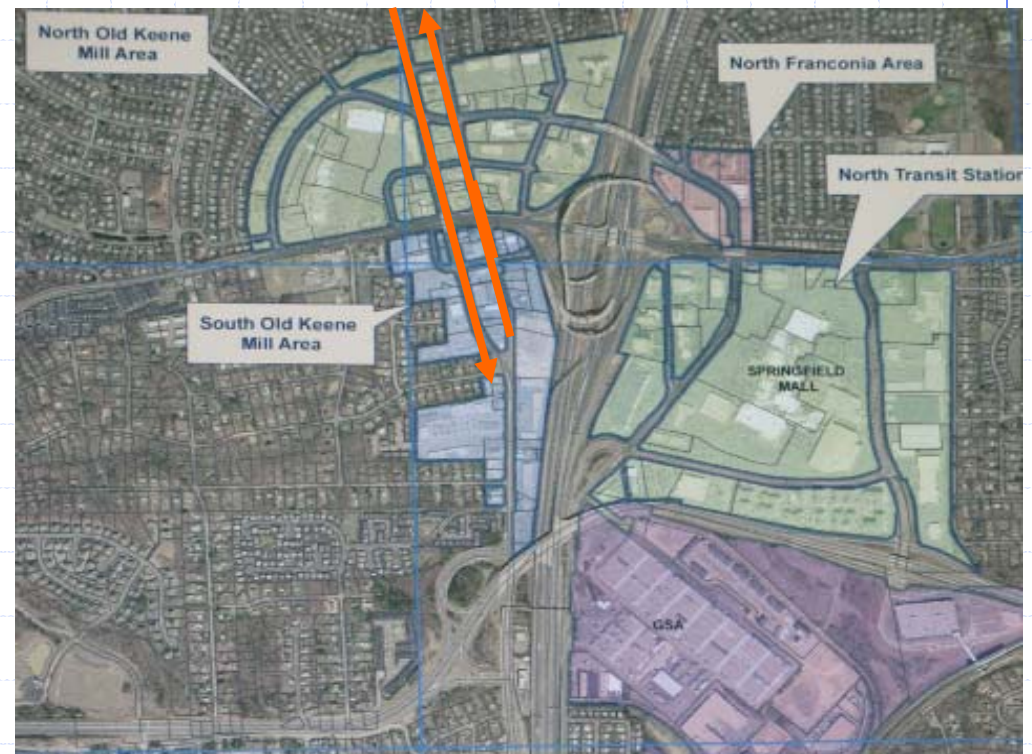 North Old Keene
Mill Area
North Franconia Area
North Transit Station
South Old Keene
Mill Area
SPRINGFIELD
MALL
GSA